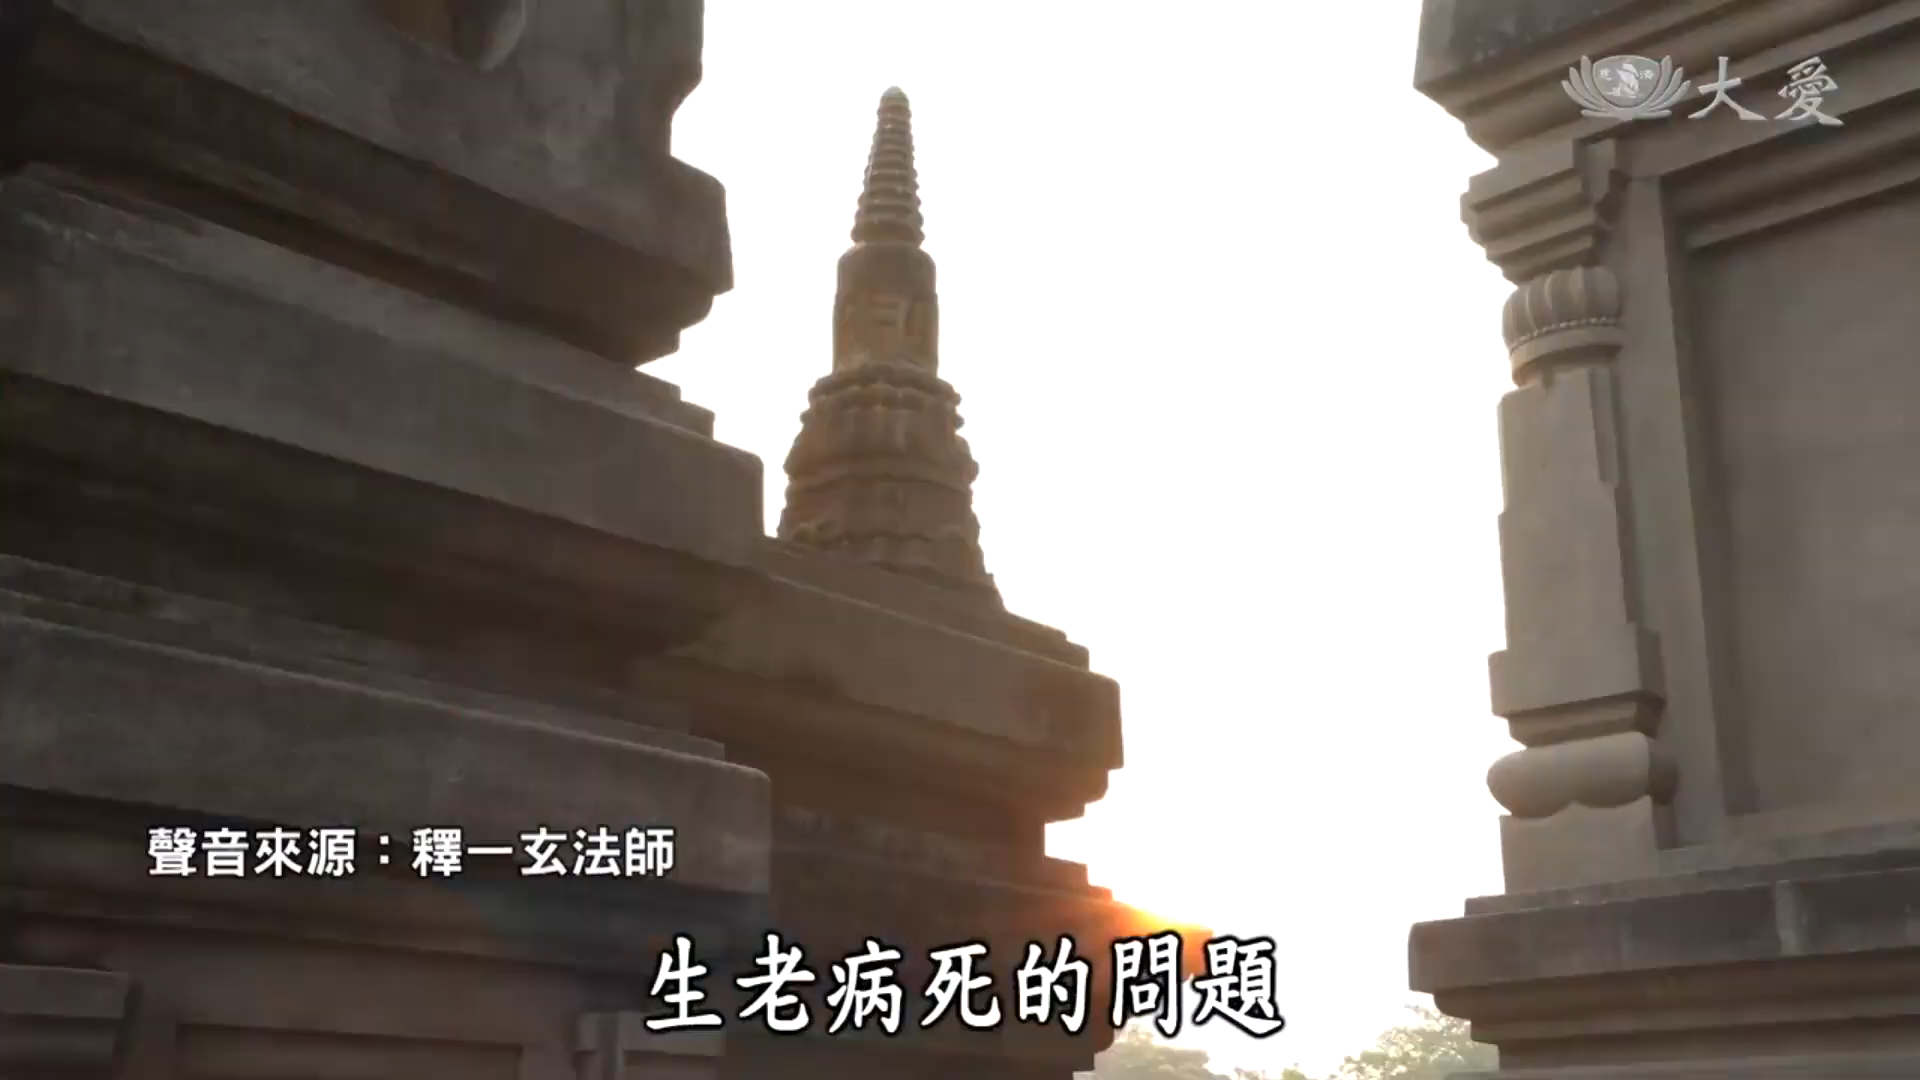 大愛
聲音來源：釋一玄法師
生老病死的問題